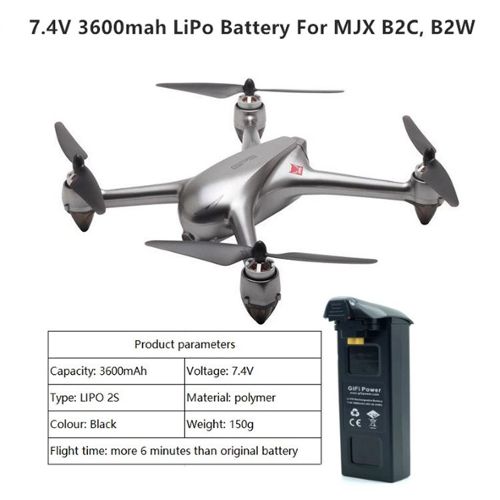 7.4V 3600mah LiPo Battery For MJX B2C, B2W
Product parameters
Capacity: 3600mAh
Voltage: 7.4V
Type: LIPO 2S
Material: polymer
Colour: Black
Weight: 150g
Flight time: more 6 minutes than original battery
GiFi Power